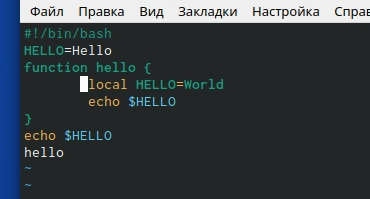 Файл Правка Вид Закладки Настройка Справ
#!/bin/bash
HELLO=Hello
function hello {
        local HELLO=World
        echo $HELLO
}
echo $HELLO
hello
~
~